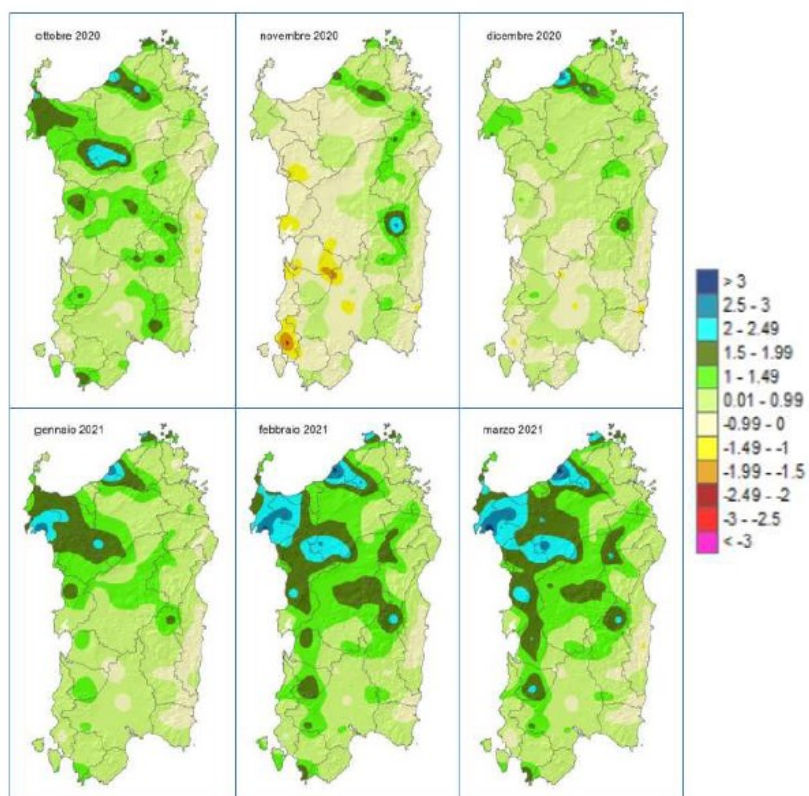 ottobre 2020
novembre 2020
dicembre 2020
> 3
2.5 - 3
2 - 2.49
1.5 - 1.99
1 - 1.49
0.01 - 0.99
-0.99 - 0
-1.49 - -1
-1.99 - -1.5
-2.49 - -2
-3 - -2.5
< -3
gennaio 2021
febbraio 2021
marzo 2021